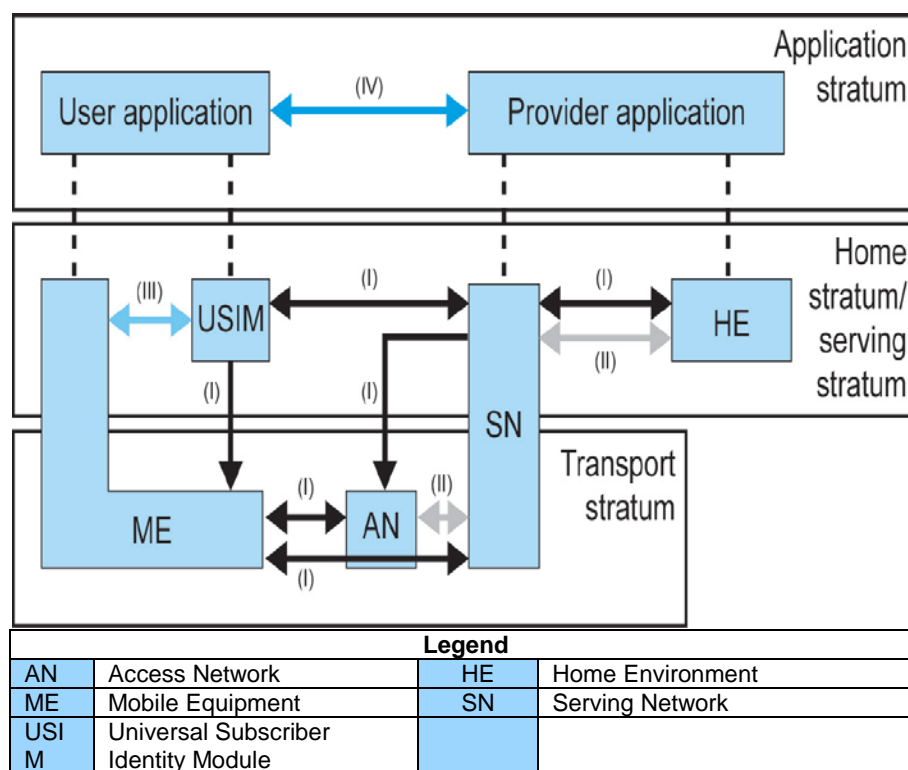 Application
stratum
User application
(IV)
Provider application
Home
stratum/
serving
stratum
(III)
USIM
(I)
(I)
HE
(II)
(I)
(I)
SN
Transport
stratum
ME
(I)
AN
(II)
(I)
Legend
AN Access Network HE Home Environment
ME Mobile Equipment SN Serving Network
USI Universal Subscriber
M Identity Module